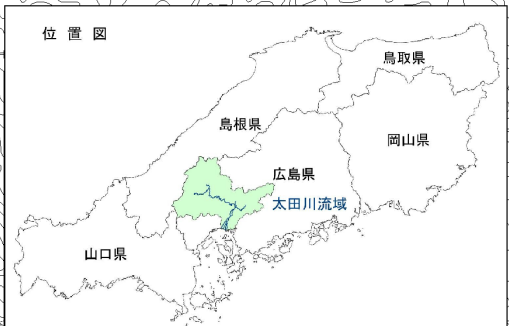 位置図
鳥取県
島根県
岡山県
広島県
太田川流域
山口県